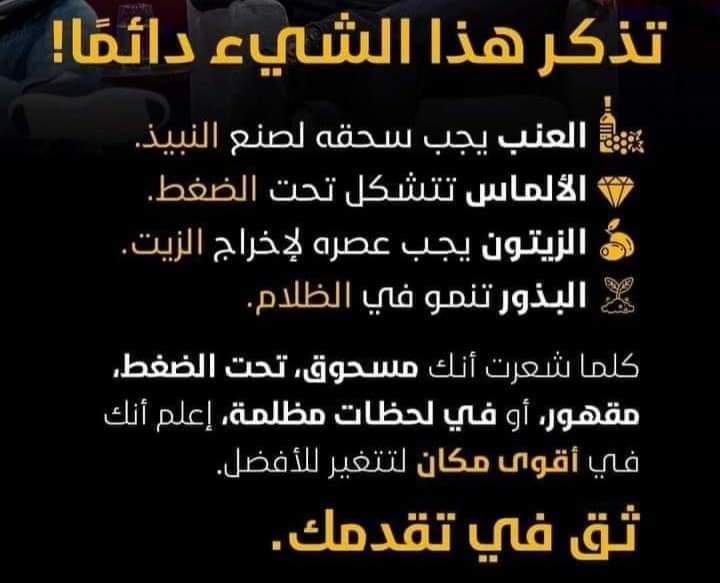 تذكر هذا الشيء دائمًا!
العنب يجب سحقه لصنع النبيذ.
الألماس تتشكل تحت الضغط.
الزيتون يجب عصره لإخراج الزيت.
البذور تنمو في الظلام.
كلما شعرت أنك مسحوق، تحت الضغط،
مقهور، أو في لحظات مظلمة، إعلم أنك
في أقوى مكان لتتغير للأفضل.
ثق في تقدمك.